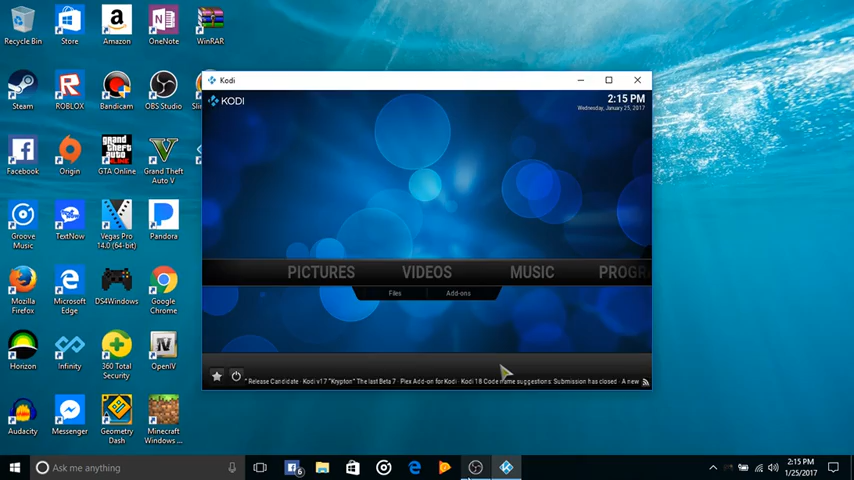 Recycle Bin
Store
Amazon
OneNote
WinRAR
Steam
ROBLOX
Bandicam
OBS Studio
Facebook
Origin
GTA Online
Grand Theft
Auto V
Groove
Music
TextNow
Vegas Pro
14.0 (64-bit)
Pandora
Mozilla
Firefox
Microsoft
Edge
DS4Windows
Google
Chrome
Horizon
Infinity
360 Total
Security
OpenIV
Audacity
Messenger
Geometry
Dash
Minecraft
Windows ...
Kodi
KODI
2:15 PM
Wednesday, January 25, 2017
PICTURES VIDEOS MUSIC PROGR
Files Add-ons
" Release Candidate · Kodi v17 "Krypton" The last Beta 7 · Plex Add-on for Kodi · Kodi 18 Code name suggestions: Submission has closed · A new
Ask me anything
6
2:15 PM
1/25/2017